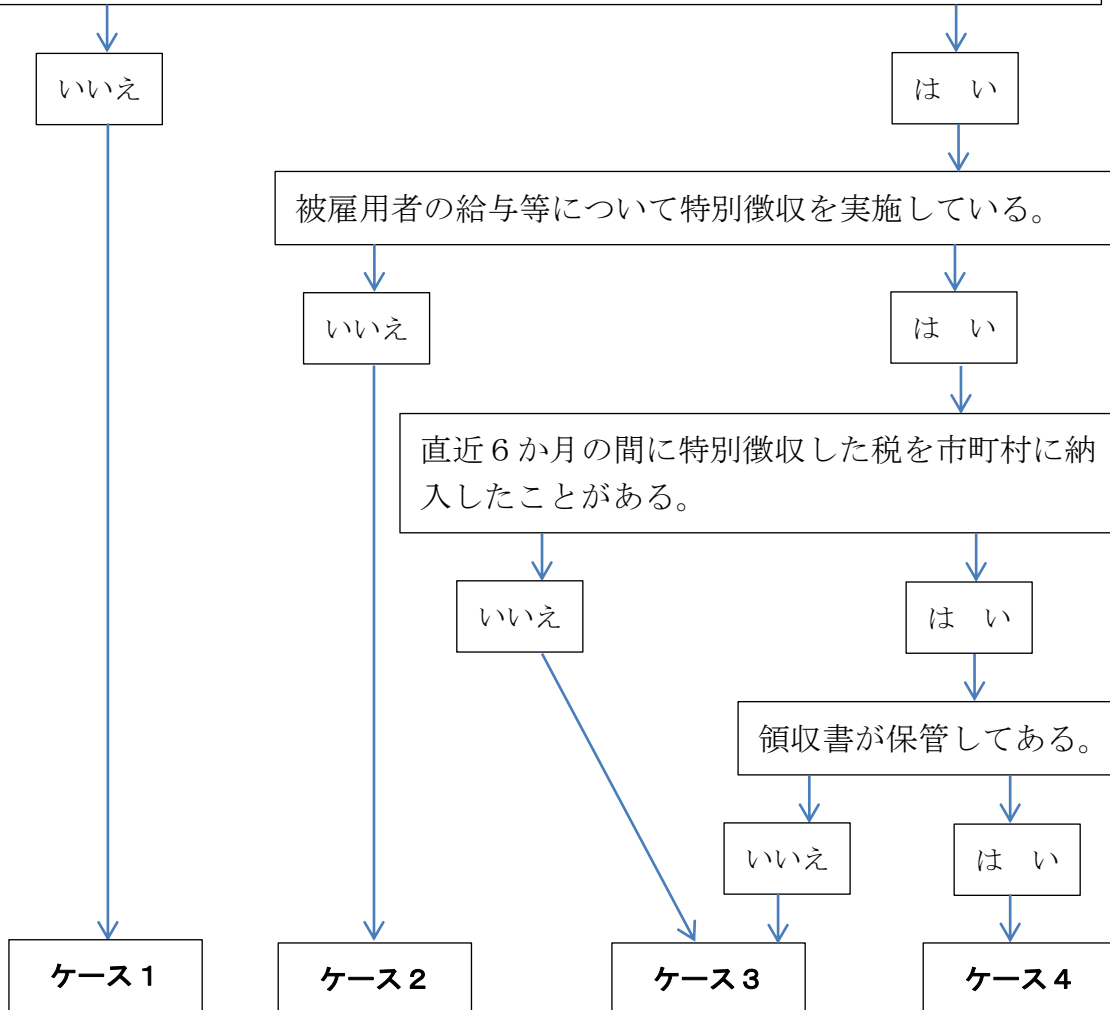 いいえ
は　い
被雇用者の給与等について特別徴収を実施している。
いいえ
は　い
直近６か月の間に特別徴収した税を市町村に納
入したことがある。
いいえ
は　い
領収書が保管してある。
いいえ
は　い
ケース１
ケース２
ケース３
ケース４